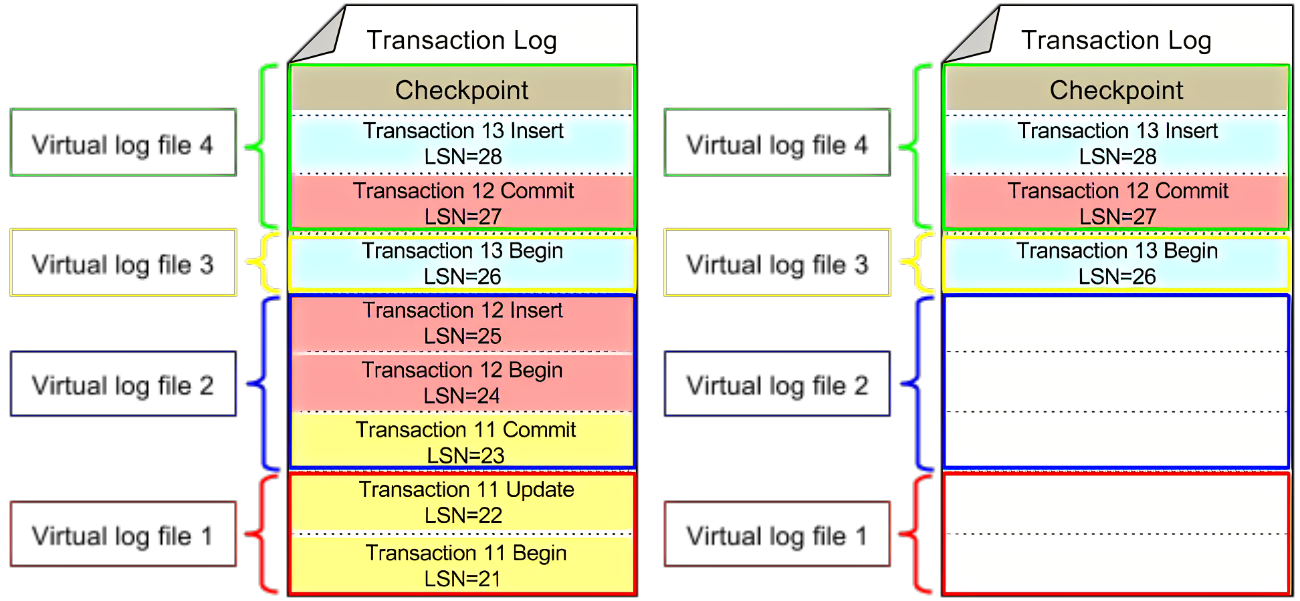 Transaction Log
Checkpoint
Virtual log file 4
Transaction 13 Insert
LSN=28
Transaction 12 Commit
LSN=27
Virtual log file 3
Transaction 13 Begin
LSN=26
Virtual log file 2
Transaction 12 Insert
LSN=25
Transaction 12 Begin
LSN=24
Transaction 11 Commit
LSN=23
Virtual log file 1
Transaction 11 Update
LSN=22
Transaction 11 Begin
LSN=21
Transaction Log
Checkpoint
Virtual log file 4
Transaction 13 Insert
LSN=28
Transaction 12 Commit
LSN=27
Virtual log file 3
Transaction 13 Begin
LSN=26
Virtual log file 2
Virtual log file 1